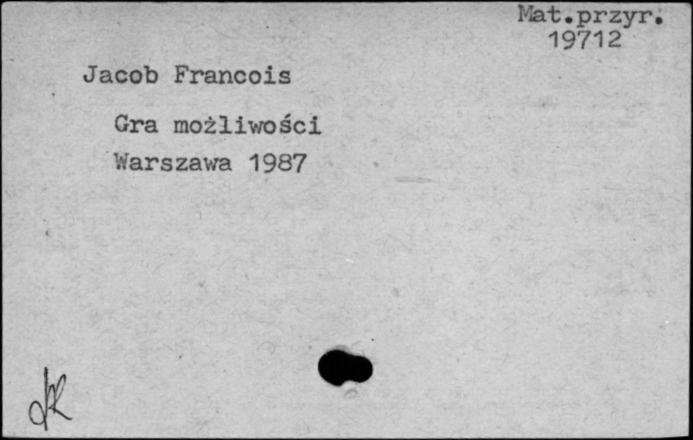 Mat.przyr.
19712
Jacob Francois
Gra możliwości
Warszawa 1987